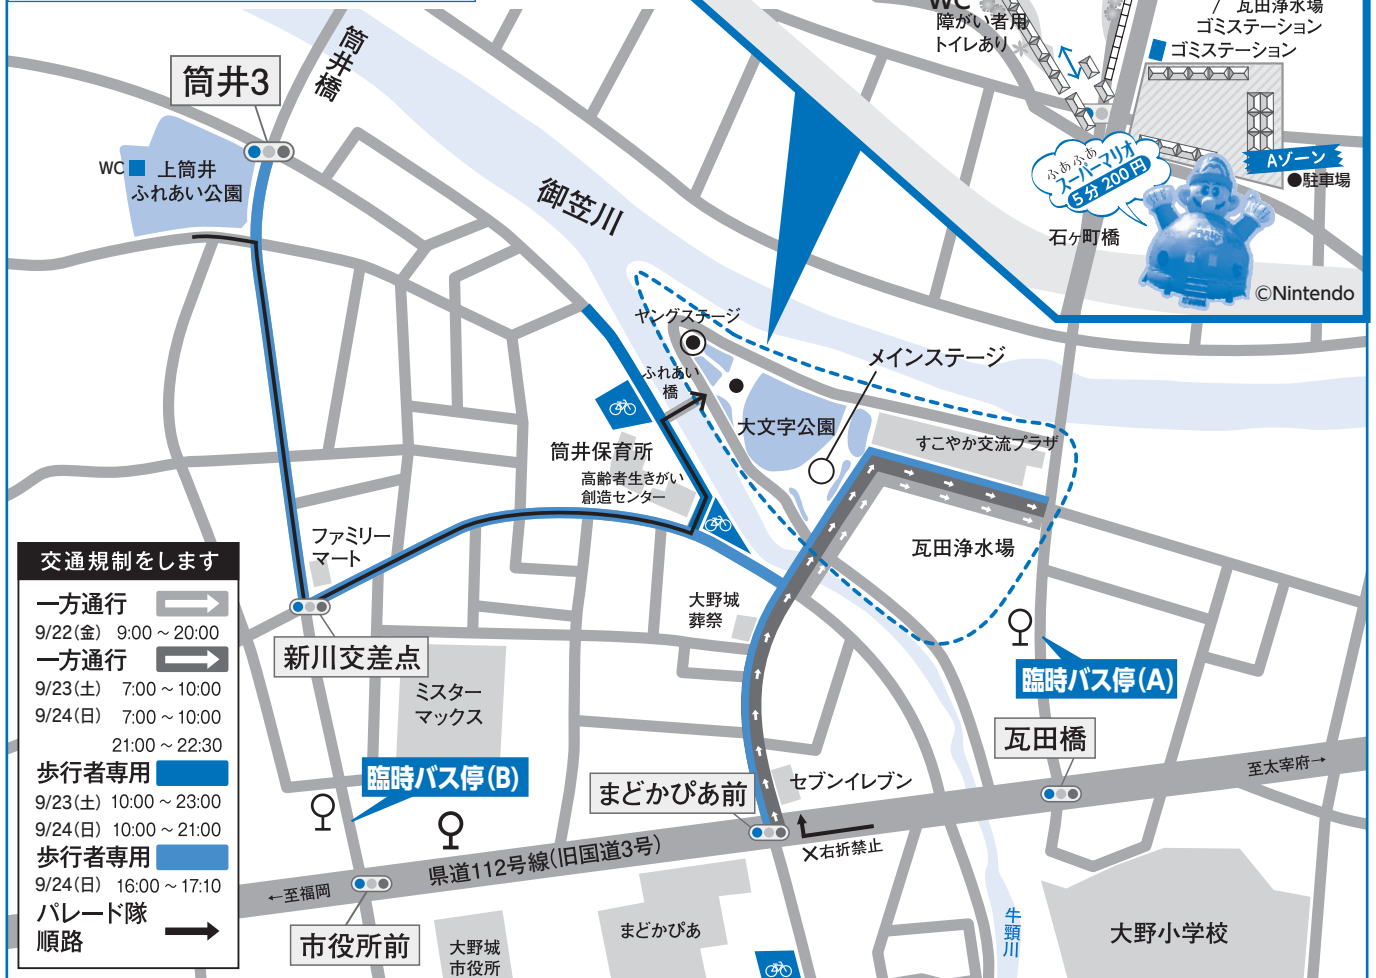 WC
障がい者用
トイレあり
瓦田浄水場
ゴミステーション
ゴミステーション
ふあふあ
スーパーマリオ
5分200円
Aゾーン
●駐車場
石ヶ町橋
©Nintendo
筒井橋
筒井3
WC
上筒井
ふれあい公園
御笠川
ヤングステージ
メインステージ
ふれあい
橋
大文字公園
すこやか交流プラザ
筒井保育所
高齢者生きがい
創造センター
瓦田浄水場
ファミリー
マート
大野城
葬祭
新川交差点
臨時バス停(A)
ミスター
マックス
瓦田橋
至太宰府→
臨時バス停(B)
まどかぴあ前
セブンイレブン
×右折禁止
県道112号線(旧国道3号)
←至福岡
市役所前
大野城
市役所
まどかぴあ
牛頸川
大野小学校
交通規制をします
一方通行
9/22(金) 9:00～20:00
一方通行
9/23(土) 7:00～10:00
9/24(日) 7:00～10:00
21:00～22:30
歩行者専用
9/23(土) 10:00～23:00
9/24(日) 10:00～21:00
歩行者専用
9/24(日) 16:00～17:10
パレード隊
順路